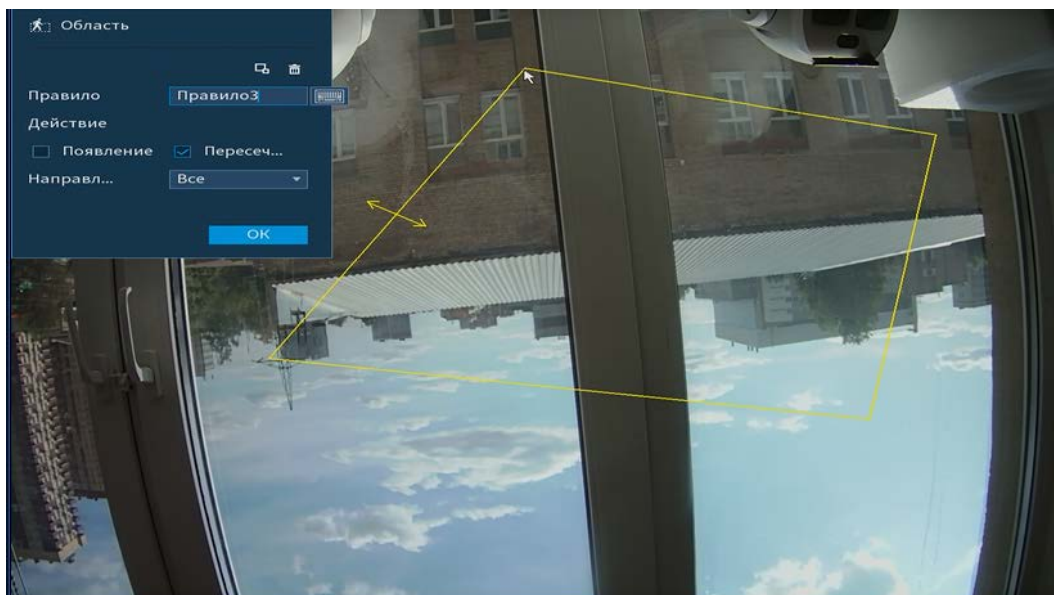 Область
Правило Правило3
Действие
Появление Пересеч...
Направл... Все
OK